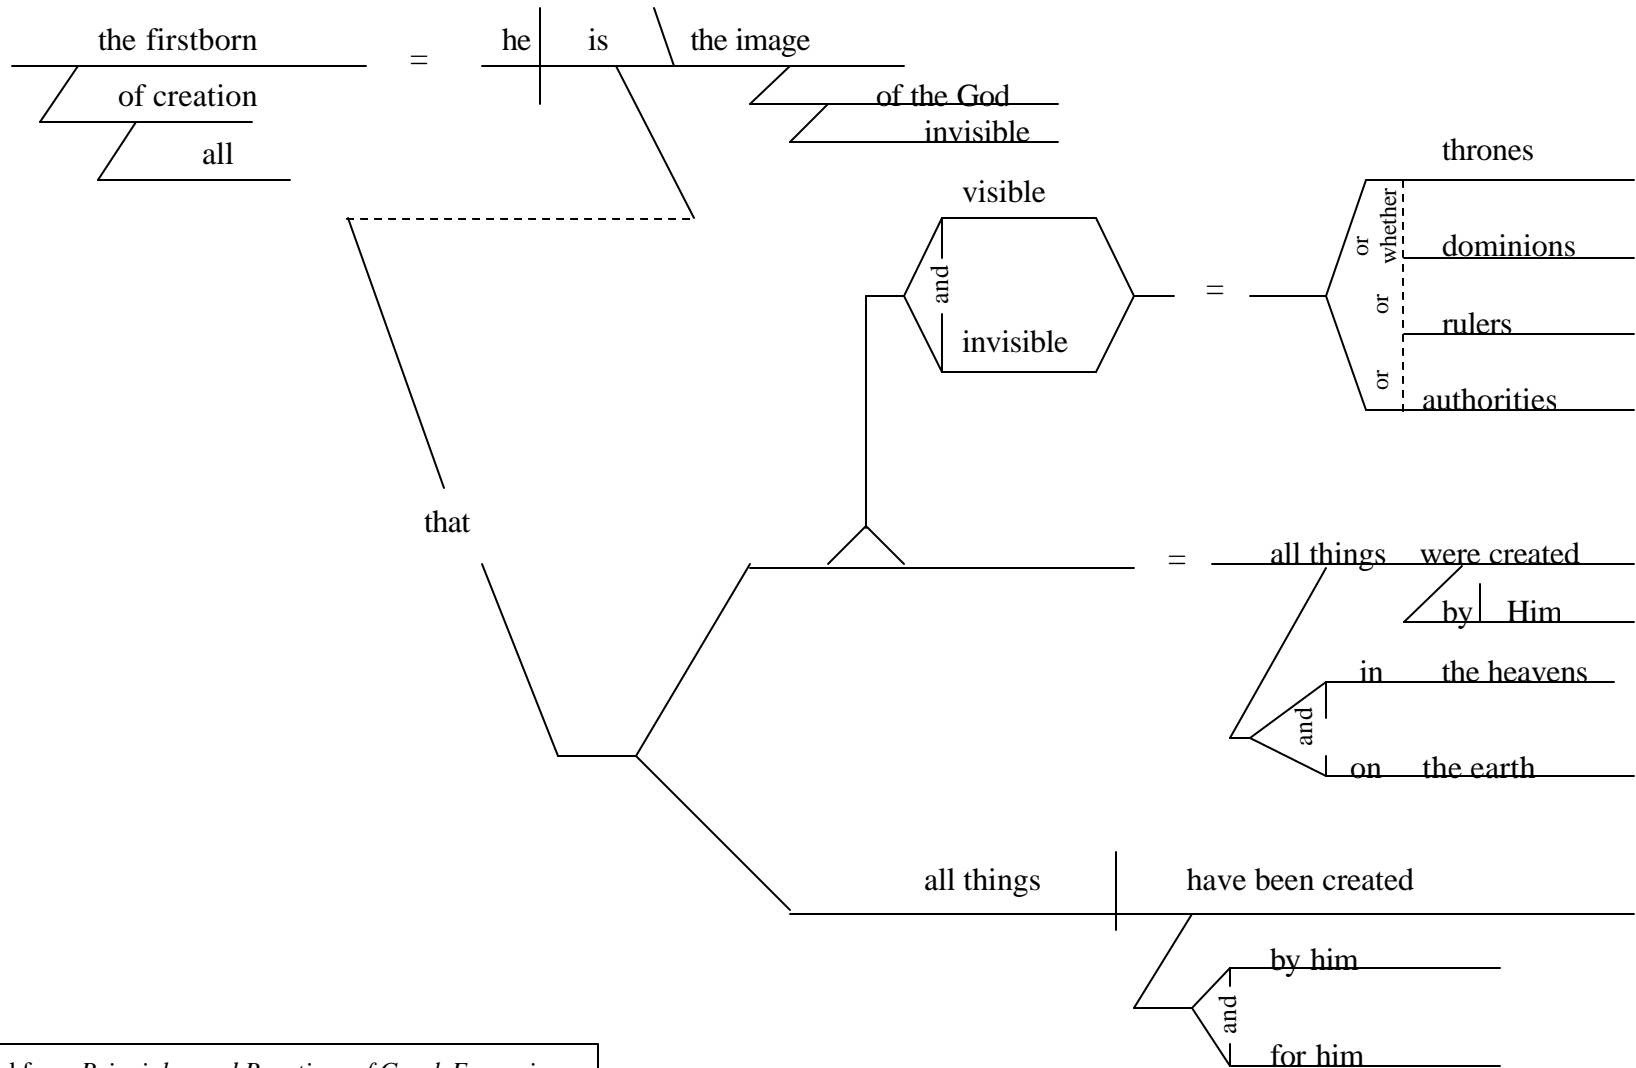 the firstborn = he is the image
of creation
of the God
invisible
all
thrones
visible
or
whether
dominions
and
=
or
rulers
invisible
or
authorities
that
= all things were created
by Him
in the heavens
and
on the earth
all things have been created
by him
and
for him